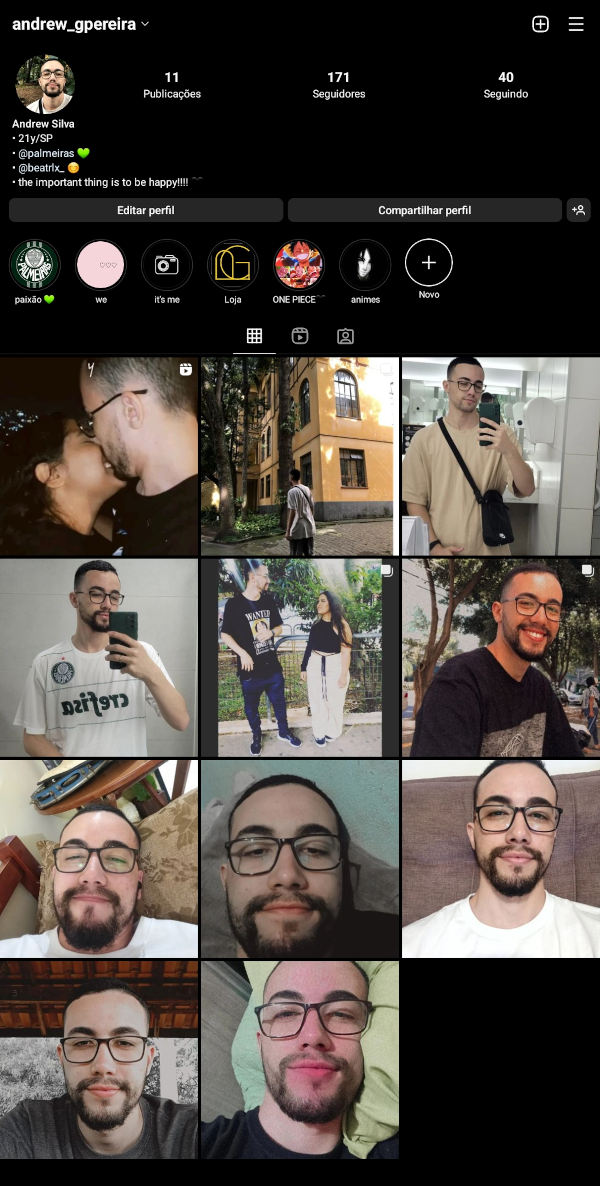 andrew_gpereira
11
Publicações
171
Seguidores
40
Seguindo
Andrew Silva
• 21y/SP
• @palmeiras 💚
• @beatrlx_ 😊
• the important thing is to be happy!!!!
Editar perfil
Compartilhar perfil
PALMEIRAS
paixão 💚
we
it's me
Loja
ONE PIECE
animes
Novo
crefisa
WANTED